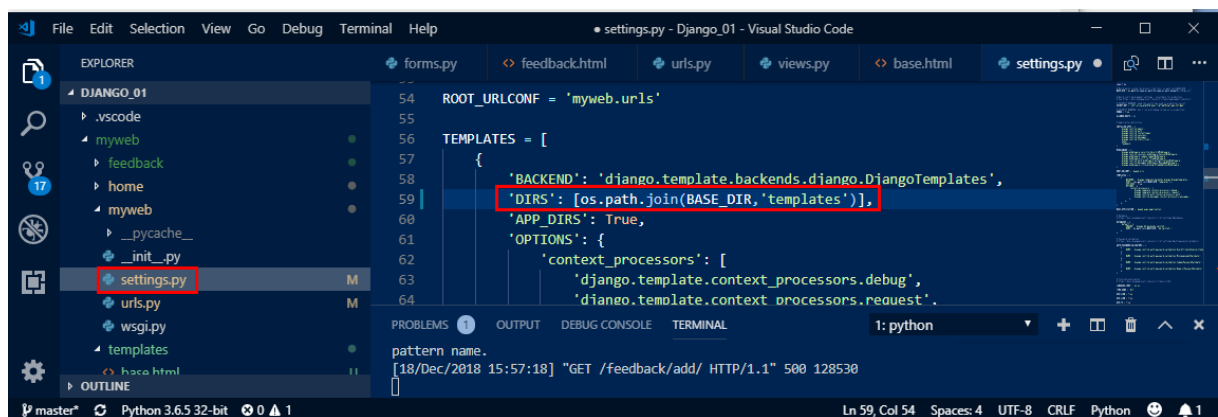 File Edit Selection View Go Debug Terminal Help ● settings.py - Django_01 - Visual Studio Code
EXPLORER
forms.py <> feedback.html urls.py views.py <> base.html settings.py ●
1
DJANGO_01
.vscode
myweb
feedback
home
17
myweb
__pycache__
__init__.py
settings.py M
urls.py M
wsgi.py
templates
<> base.html U
OUTLINE
54 ROOT_URLCONF = 'myweb.urls'
55
56 TEMPLATES = [
57 {
58 'BACKEND': 'django.template.backends.django.DjangoTemplates',
59 'DIRS': [os.path.join(BASE_DIR,'templates')],
60 'APP_DIRS': True,
61 'OPTIONS': {
62 'context_processors': [
63 'django.template.context_processors.debug',
64 'django.template.context_processors.request',
PROBLEMS 1 OUTPUT DEBUG CONSOLE TERMINAL 1: python
pattern name.
[18/Dec/2018 15:57:18] "GET /feedback/add/ HTTP/1.1" 500 128530
master* Python 3.6.5 32-bit 0 1 Ln 59, Col 54 Spaces: 4 UTF-8 CRLF Python 1